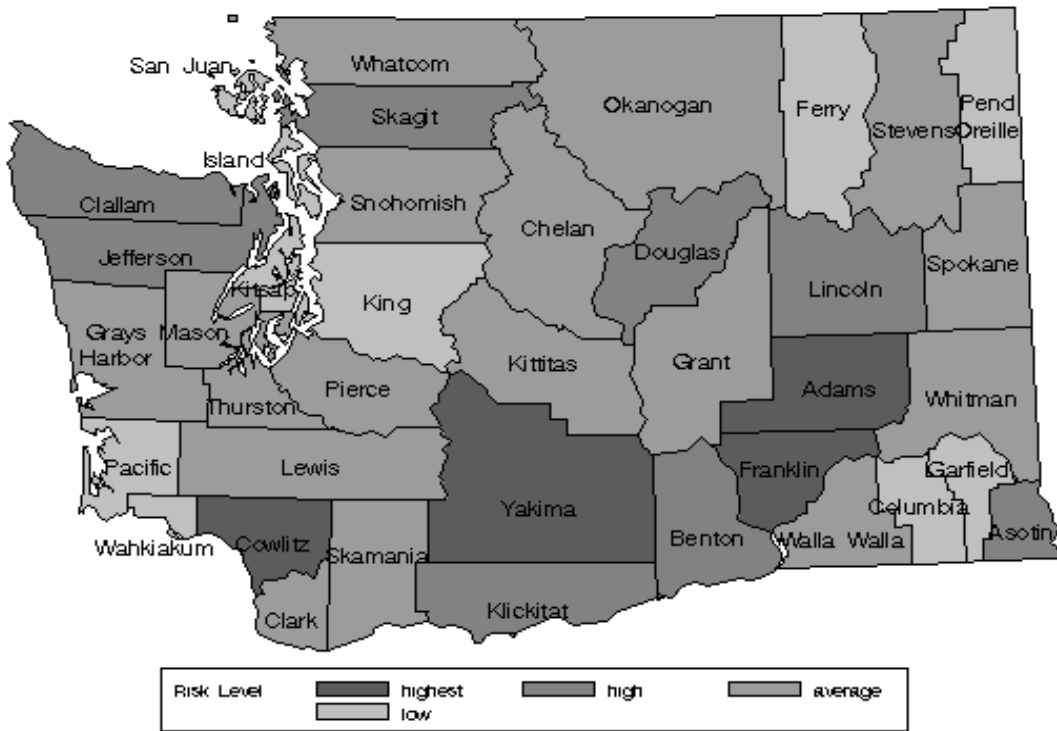 Whatcom
San Juan
Okanogan
Ferry
Pend
Oreille
Stevens
Skagit
Island
Clallam
Snohomish
Chelan
Douglas
Jefferson
Spokane
Kitsap
King
Lincoln
Grays
Harbor
Mason
Kittitas
Grant
Pierce
Adams
Whitman
Thurston
Pacific
Lewis
Franklin
Garfield
Yakima
Columbia
Wahkiakum
Cowlitz
Skamania
Benton
Walla Walla
Asotin
Klickitat
Clark
Risk Level
highest
high
average
low